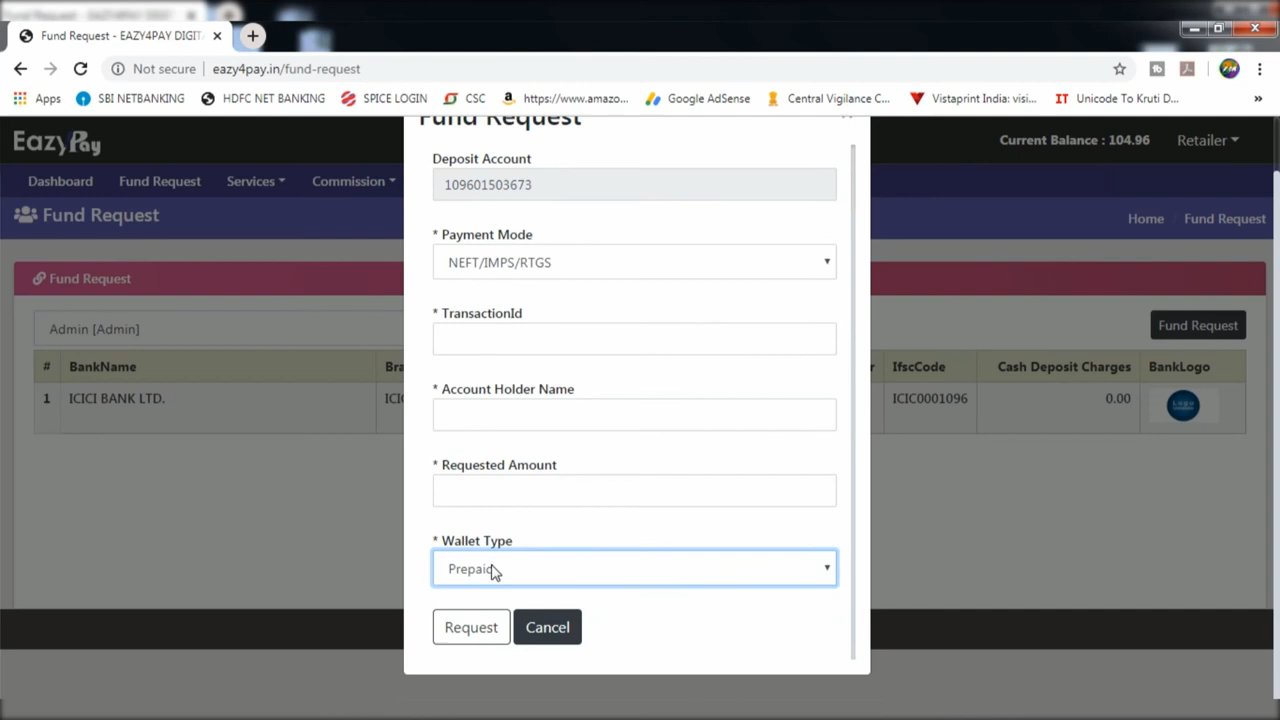 Fund Request - EAZY4PAY DIGIT
Not secure | eazy4pay.in/fund-request
Apps SBI NETBANKING HDFC NET BANKING SPICE LOGIN CSC https://www.amazo... Google AdSense Central Vigilance C... Vistaprint India: visi... IT Unicode To Kruti D... »
Fund Request
EazyPay
Current Balance : 104.96 Retailer
Dashboard Fund Request Services Commission
Fund Request
Home / Fund Request
Fund Request
Admin [Admin]
Fund Request
# BankName IfscCode Cash Deposit Charges BankLogo
1 ICICI BANK LTD. ICIC0001096 0.00 Logo
Deposit Account
109601503673
* Payment Mode
NEFT/IMPS/RTGS
* TransactionId
* Account Holder Name
* Requested Amount
* Wallet Type
Prepaid
Request Cancel